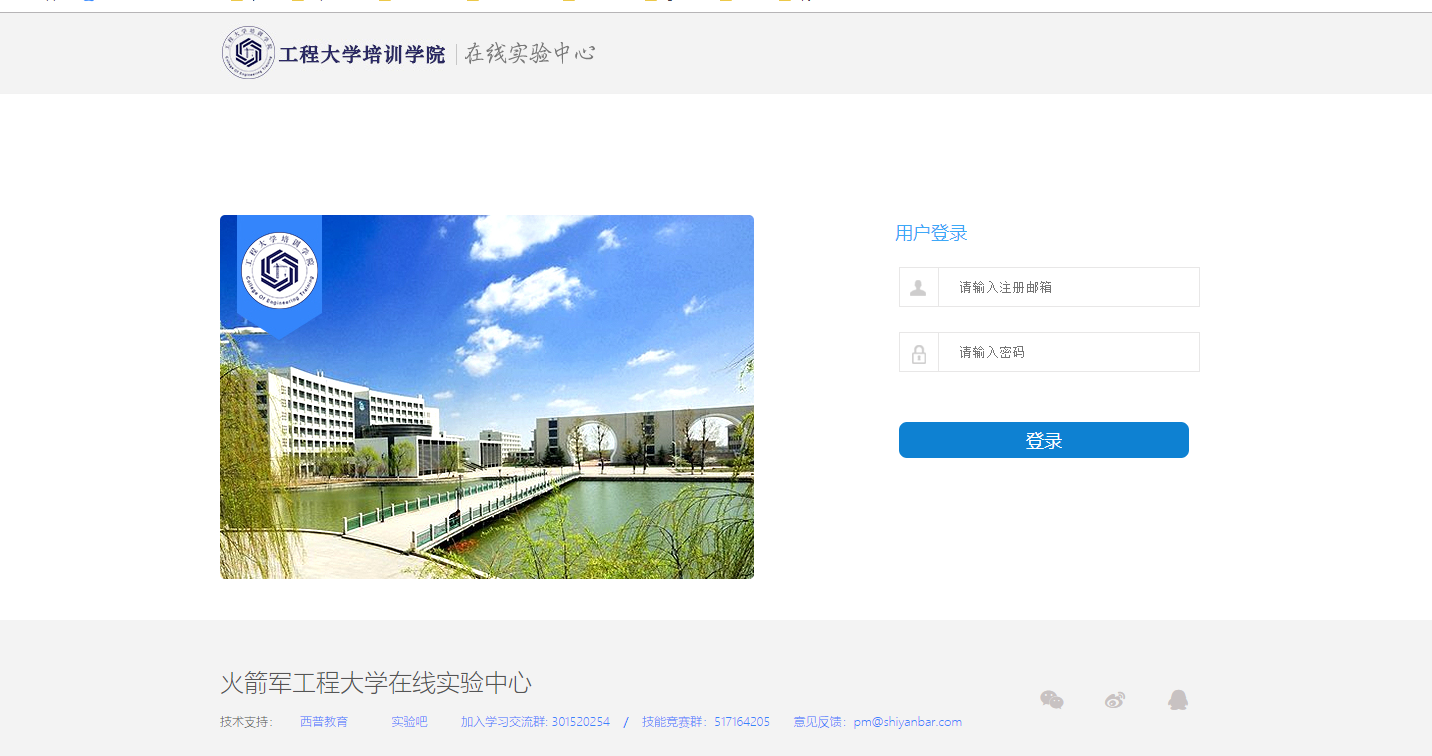 工程大学培训学院 在线实验中心
工程大学培训学院
College Of Engineering Training
用户登录
请输入注册邮箱
请输入密码
登录
火箭军工程大学在线实验中心
技术支持： 西普教育 实验吧 加入学习交流群: 301520254 / 技能竞赛群：517164205 意见反馈：pm@shiyanbar.com